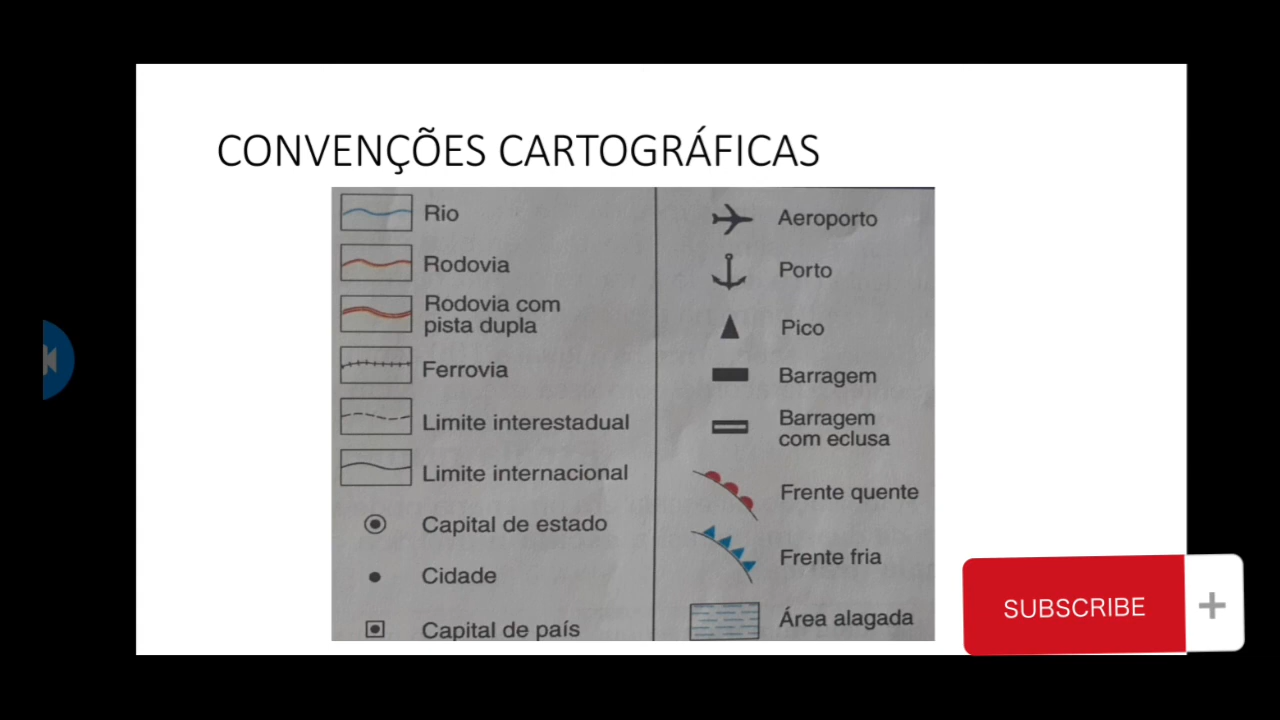 CONVENÇÕES CARTOGRÁFICAS
Rio
Rodovia
Rodovia com
pista dupla
Ferrovia
Limite interestadual
Limite internacional
Capital de estado
Cidade
Capital de país
Aeroporto
Porto
Pico
Barragem
Barragem
com eclusa
Frente quente
Frente fria
Área alagada
SUBSCRIBE